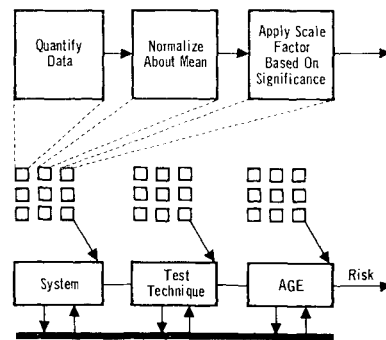 Quantify
Data
Normalize
About Mean
Apply Scale
Factor
Based On
Significance
System
Test
Technique
AGE
Risk